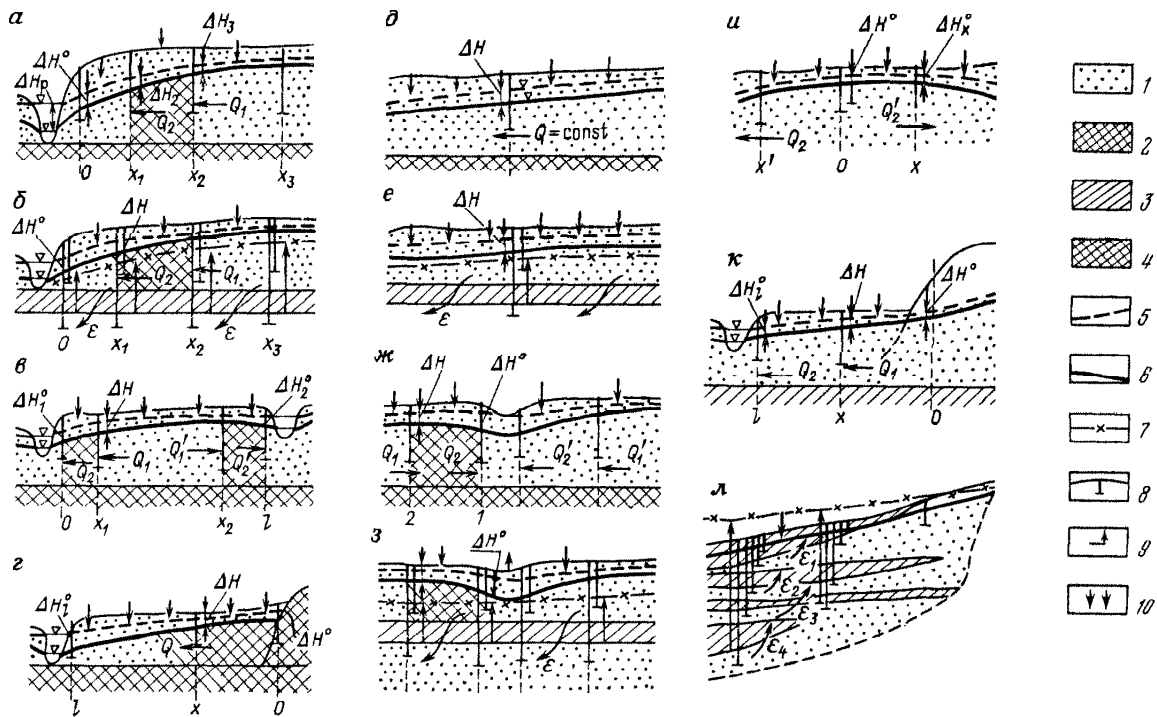 а
ΔHр
ΔH°
ΔH₂
ΔH₃
Q₂
Q₁
0 x₁ x₂ x₃
б
ΔH°
ΔH
Q₂
Q₁
ε ε
0 x₁ x₂ x₃
в
ΔH₁°
ΔH
ΔH₂°
Q₂ Q₁ Q₁′ Q₂′
0 x₁ x₂ l
г
ΔHₗ°
ΔH
ΔH°
Q
l x 0
д
ΔH
Q = const
е
ΔH
ε
ж
ΔH
ΔH°
Q₁ Q₂ Q₂′ Q₁′
2 1
з
ΔH°
ε
и
ΔH°
ΔHₓ°
Q₂
Q₂′
x′ 0 x
к
ΔHₗ°
ΔH
ΔH°
Q₂ Q₁
l x 0
л
ε₁
ε₂
ε₃
ε₄
1
2
3
4
5
6
7
8
9
10